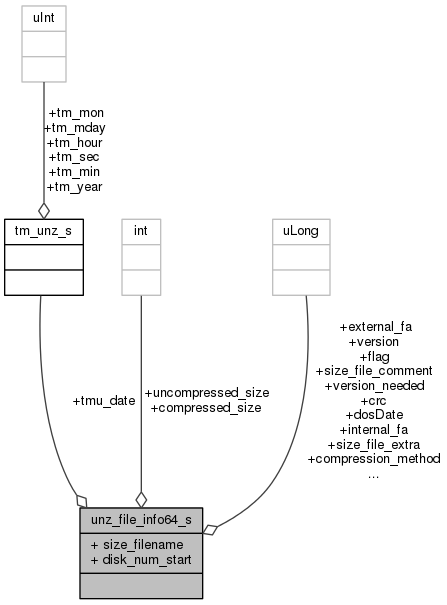 uInt
+tm_mon
+tm_mday
+tm_hour
+tm_sec
+tm_min
+tm_year
tm_unz_s
int
uLong
+tmu_date
+uncompressed_size
+compressed_size
+external_fa
+version
+flag
+size_file_comment
+version_needed
+crc
+dosDate
+internal_fa
+size_file_extra
+compression_method
...
unz_file_info64_s
+ size_filename
+ disk_num_start